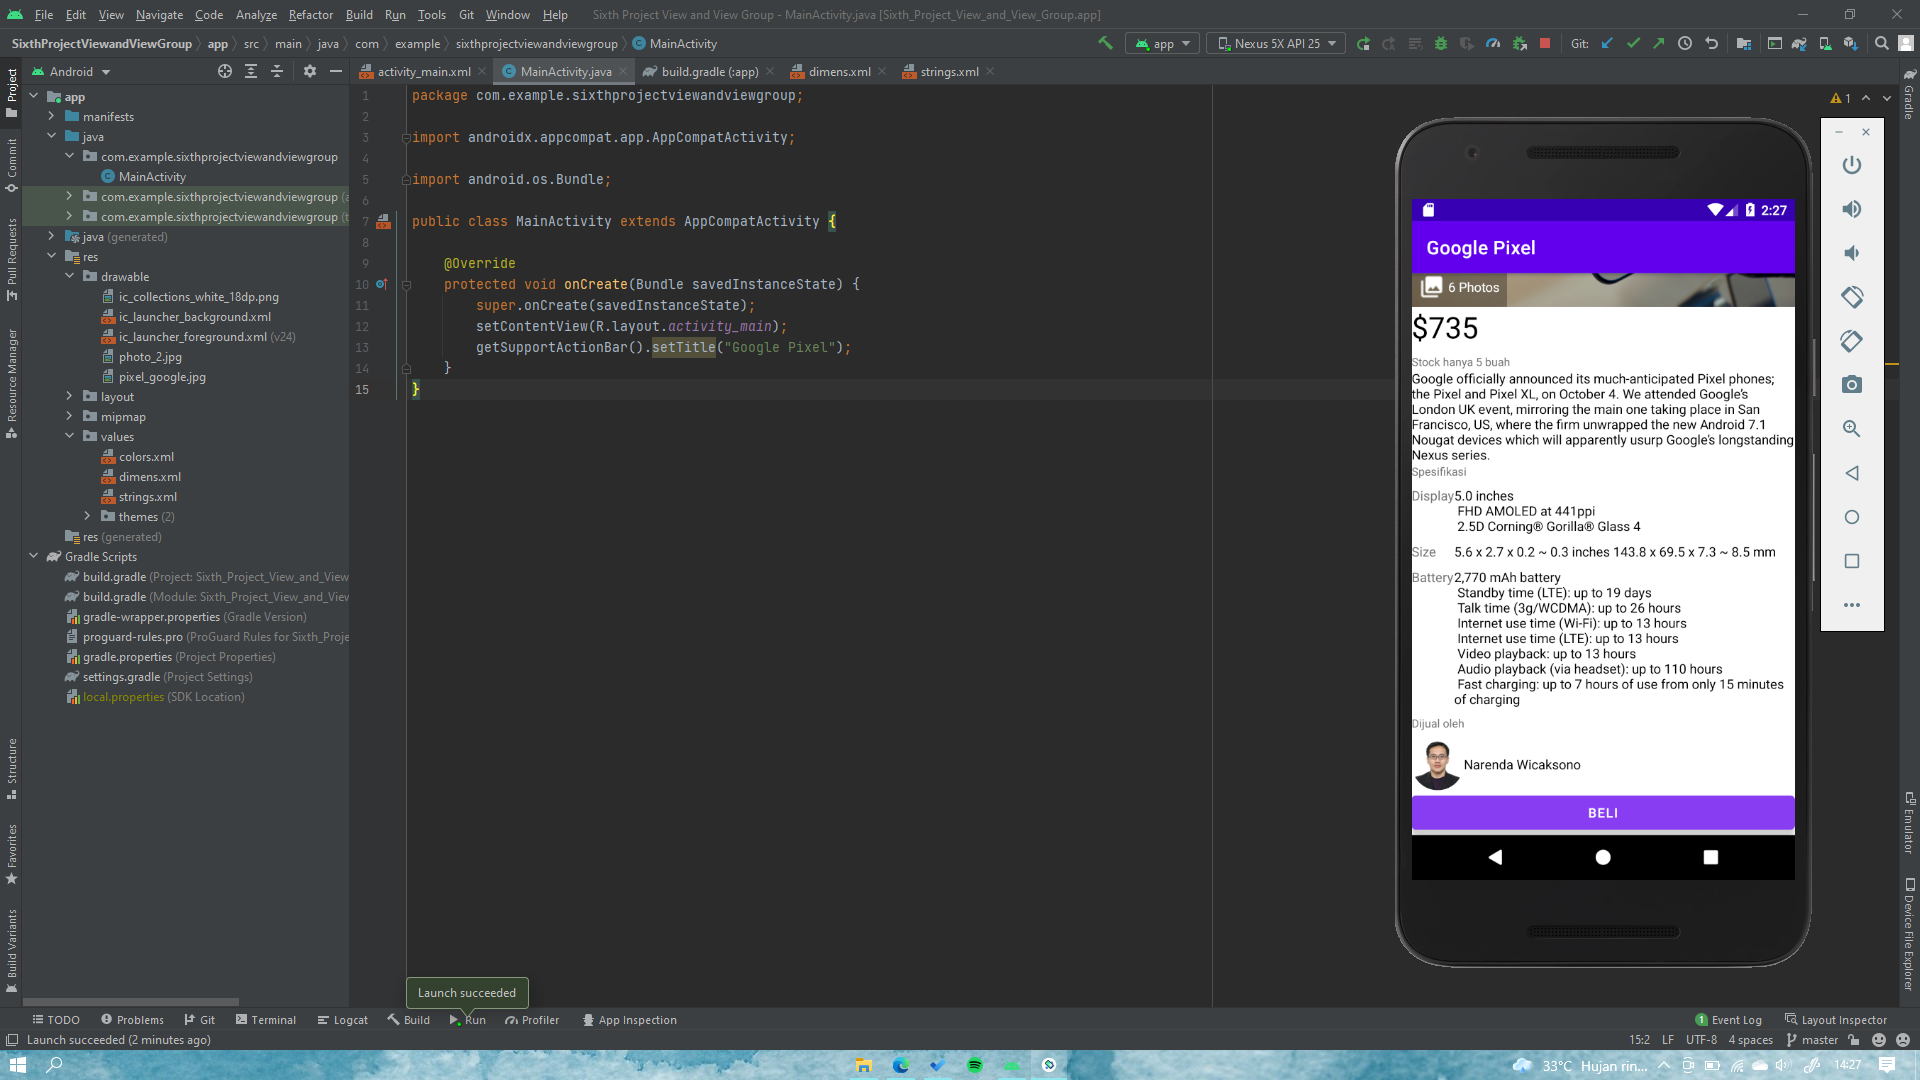 File Edit View Navigate Code Analyze Refactor Build Run Tools Git Window Help Sixth Project View and View Group - MainActivity.java [Sixth_Project_View_and_View_Group.app]
SixthProjectViewandViewGroup app src main java com example sixthprojectviewandviewgroup MainActivity app Nexus 5X API 25 Git:
Android
activity_main.xml MainActivity.java build.gradle (:app) dimens.xml strings.xml
Project
Commit
Pull Requests
Resource Manager
Structure
Favorites
Build Variants
app
manifests
java
com.example.sixthprojectviewandviewgroup
MainActivity
com.example.sixthprojectviewandviewgroup (a
com.example.sixthprojectviewandviewgroup (t
java (generated)
res
drawable
ic_collections_white_18dp.png
ic_launcher_background.xml
ic_launcher_foreground.xml (v24)
photo_2.jpg
pixel_google.jpg
layout
mipmap
values
colors.xml
dimens.xml
strings.xml
themes (2)
res (generated)
Gradle Scripts
build.gradle (Project: Sixth_Project_View_and_View
build.gradle (Module: Sixth_Project_View_and_View
gradle-wrapper.properties (Gradle Version)
proguard-rules.pro (ProGuard Rules for Sixth_Proje
gradle.properties (Project Properties)
settings.gradle (Project Settings)
local.properties (SDK Location)
1 package com.example.sixthprojectviewandviewgroup;
2
3 import androidx.appcompat.app.AppCompatActivity;
4
5 import android.os.Bundle;
6
7 public class MainActivity extends AppCompatActivity {
8
9 @Override
10 protected void onCreate(Bundle savedInstanceState) {
11 super.onCreate(savedInstanceState);
12 setContentView(R.layout.activity_main);
13 getSupportActionBar().setTitle("Google Pixel");
14 }
15 }
1
2:27
Google Pixel
6 Photos
$735
Stock hanya 5 buah
Google officially announced its much-anticipated Pixel phones;
the Pixel and Pixel XL, on October 4. We attended Google's
London UK event, mirroring the main one taking place in San
Francisco, US, where the firm unwrapped the new Android 7.1
Nougat devices which will apparently usurp Google's longstanding
Nexus series.
Spesifikasi
Display 5.0 inches
FHD AMOLED at 441ppi
2.5D Corning® Gorilla® Glass 4
Size 5.6 x 2.7 x 0.2 ~ 0.3 inches 143.8 x 69.5 x 7.3 ~ 8.5 mm
Battery 2,770 mAh battery
Standby time (LTE): up to 19 days
Talk time (3g/WCDMA): up to 26 hours
Internet use time (Wi-Fi): up to 13 hours
Internet use time (LTE): up to 13 hours
Video playback: up to 13 hours
Audio playback (via headset): up to 110 hours
Fast charging: up to 7 hours of use from only 15 minutes
of charging
Dijual oleh
Narenda Wicaksono
BELI
Gradle
Emulator
Device File Explorer
Launch succeeded
TODO Problems Git Terminal Logcat Build Run Profiler App Inspection 1 Event Log Layout Inspector
Launch succeeded (2 minutes ago) 15:2 LF UTF-8 4 spaces master
33°C Hujan rin... 14:27